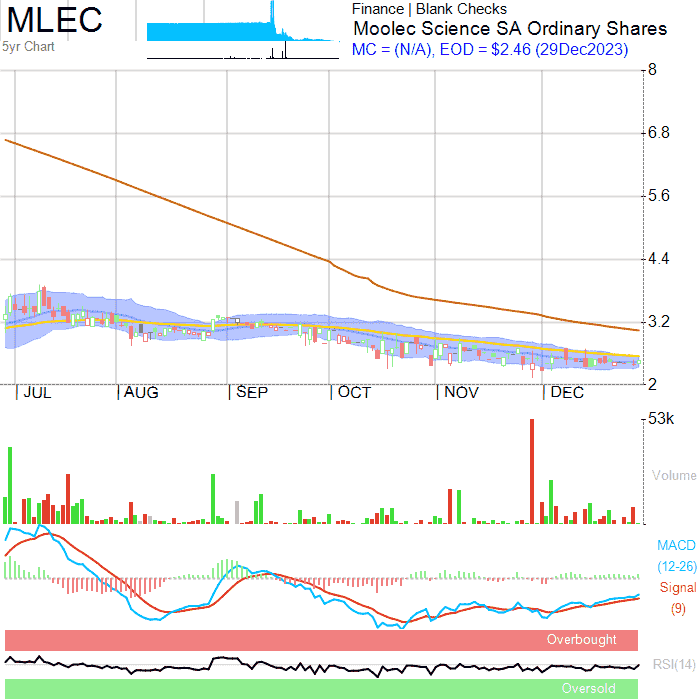 MLEC
5yr Chart
Finance | Blank Checks
Moolec Science SA Ordinary Shares
MC = (N/A), EOD = $2.46 (29Dec2023)
8
6.8
5.6
4.4
3.2
2
JUL AUG SEP OCT NOV DEC
53k
Volume
MACD
(12-26)
Signal
(9)
Overbought
RSI(14)
Oversold